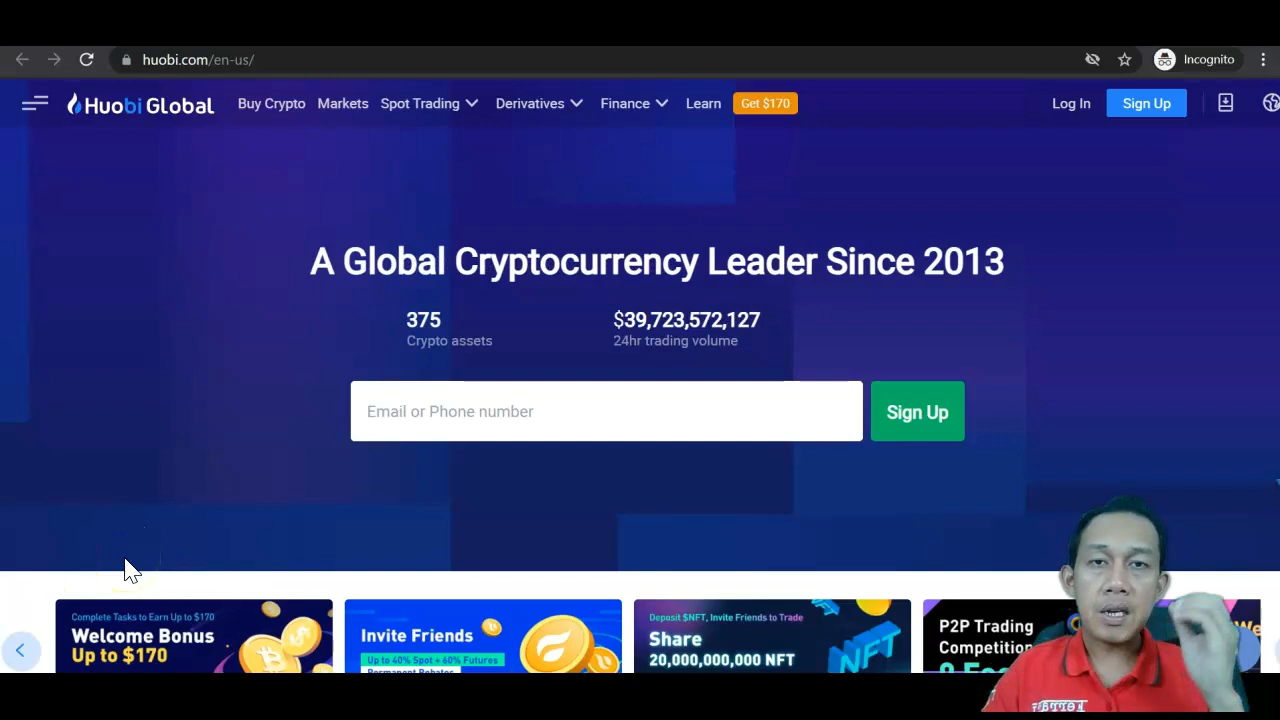 huobi.com/en-us/
Incognito
Huobi Global
Buy Crypto
Markets
Spot Trading
Derivatives
Finance
Learn
Get $170
Log In
Sign Up
A Global Cryptocurrency Leader Since 2013
375
Crypto assets
$39,723,572,127
24hr trading volume
Email or Phone number
Sign Up
Complete Tasks to Earn Up to $170
Welcome Bonus
Up to $170
Invite Friends
Up to 40% Spot + 60% Futures
Permanent Rebates
Deposit $NFT, Invite Friends to Trade
Share
20,000,000,000 NFT
NFT
P2P Trading
We